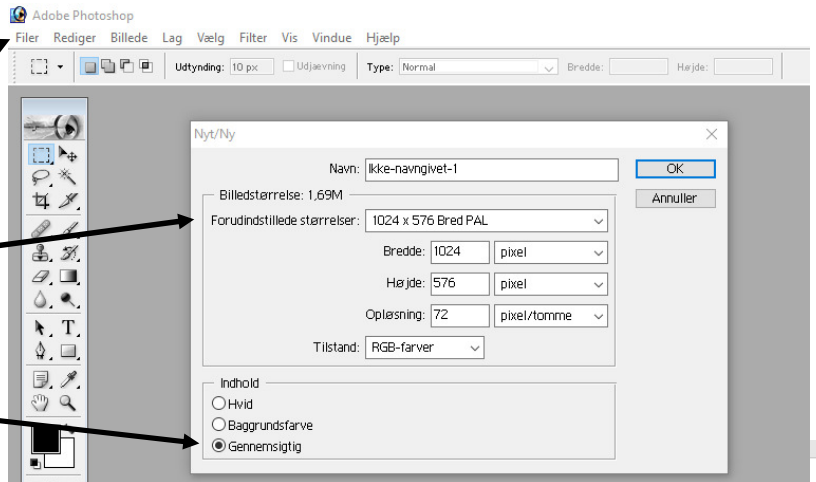 Adobe Photoshop
Filer Rediger Billede Lag Vælg Filter Vis Vindue Hjælp
Udtynding: 10 px Udjævning Type: Normal Bredde: Højde:
Nyt/Ny
Navn: Ikke-navngivet-1 OK
Billedstørrelse: 1,69M Annuller
Forudindstillede størrelser: 1024 x 576 Bred PAL
Bredde: 1024 pixel
Højde: 576 pixel
Opløsning: 72 pixel/tomme
Tilstand: RGB-farver
Indhold
Hvid
Baggrundsfarve
Gennemsigtig